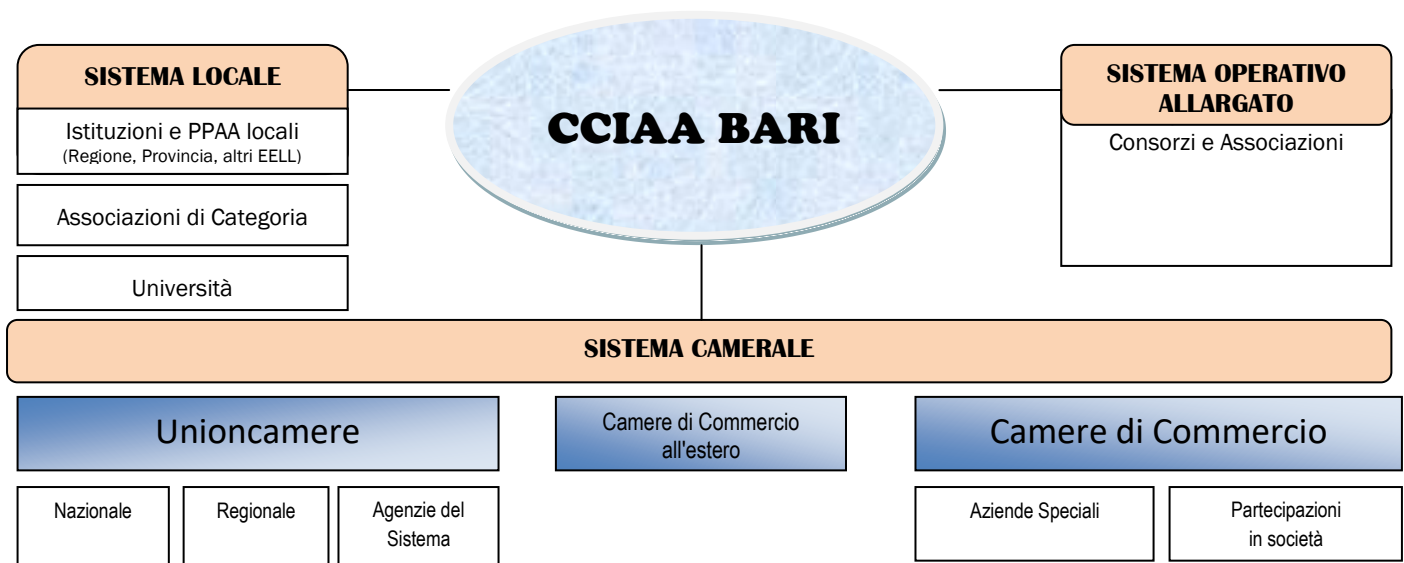 SISTEMA LOCALE
Istituzioni e PPAA locali
(Regione, Provincia, altri EELL)
Associazioni di Categoria
Università
CCIAA BARI
SISTEMA OPERATIVO
ALLARGATO
Consorzi e Associazioni
SISTEMA CAMERALE
Unioncamere
Camere di Commercio
all'estero
Camere di Commercio
Nazionale
Regionale
Agenzie del
Sistema
Aziende Speciali
Partecipazioni
in società